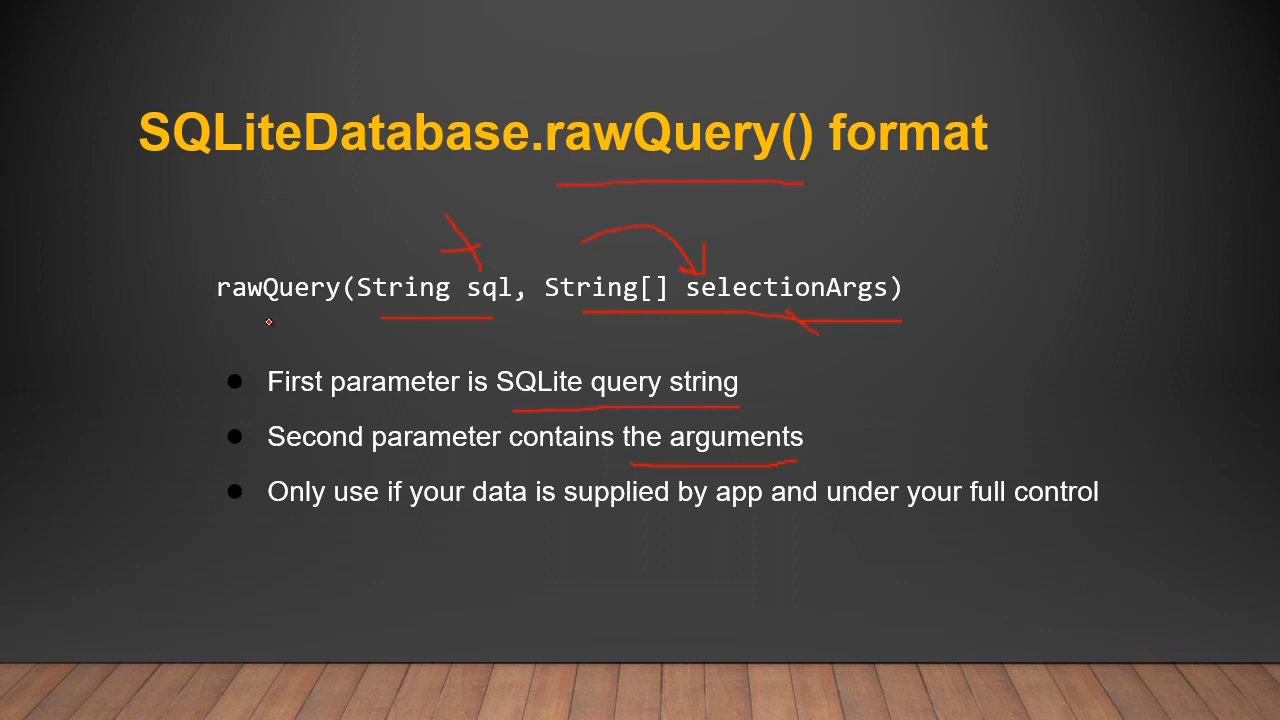 SQLiteDatabase.rawQuery() format
rawQuery(String sql, String[] selectionArgs)
● First parameter is SQLite query string
● Second parameter contains the arguments
● Only use if your data is supplied by app and under your full control